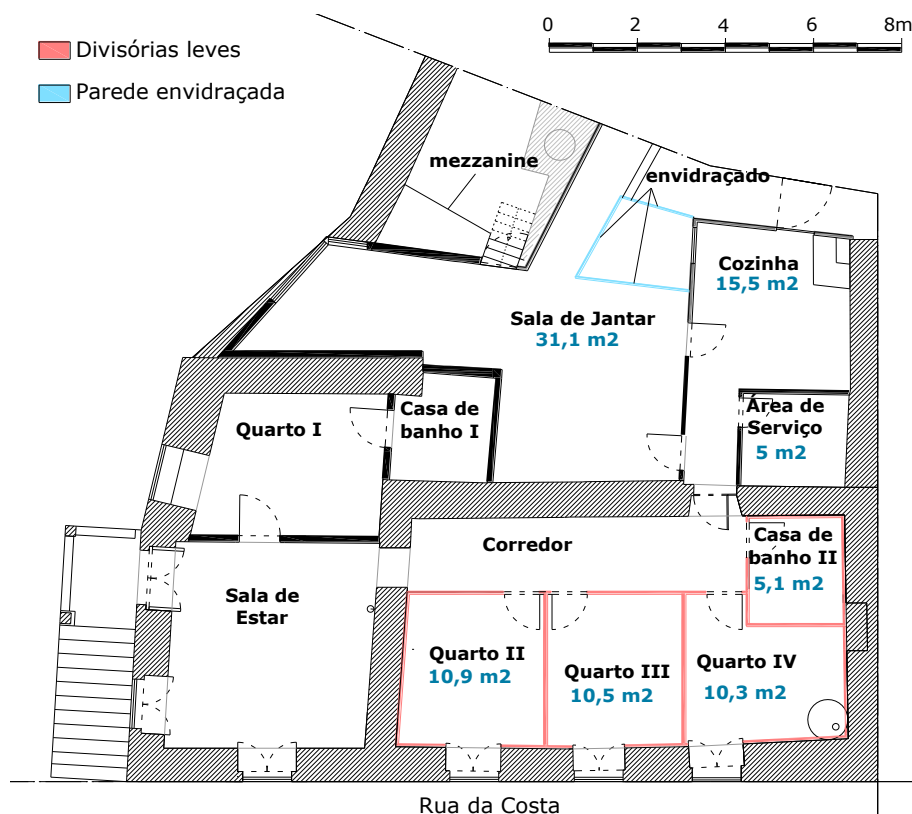 0 2 4 6 8m
Divisórias leves
Parede envidraçada
mezzanine
envidraçado
Cozinha
15,5 m2
Sala de Jantar
31,1 m2
Casa de
banho I
Quarto I
Área de
Serviço
5 m2
Corredor
Casa de
banho II
5,1 m2
Sala de
Estar
Quarto II
10,9 m2
Quarto III
10,5 m2
Quarto IV
10,3 m2
Rua da Costa